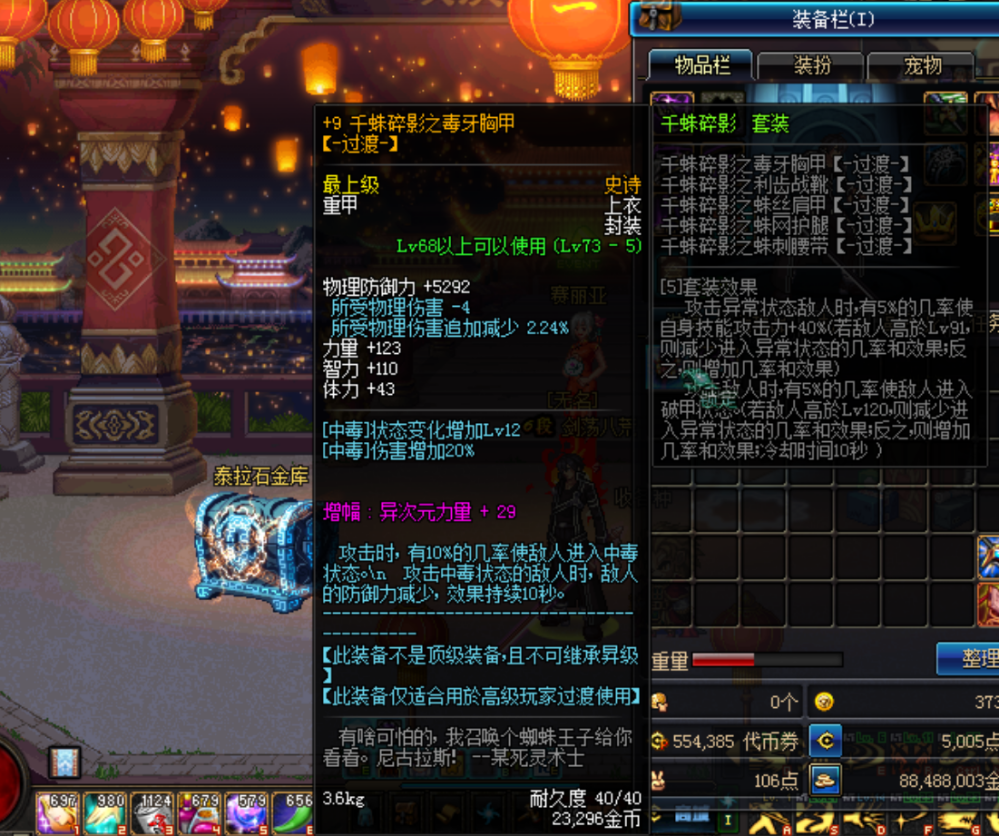 装备栏(I)
物品栏 装扮 宠物
+9 千蛛碎影之毒牙胸甲
【-过渡-】
最上级 史诗
重甲 上衣
封装
Lv68以上可以使用 (Lv73 - 5)
物理防御力 +5292
所受物理伤害 -4
所受物理伤害追加减少 2.24%
力量 +123
智力 +110
体力 +43
[中毒]状态变化增加Lv12
[中毒]伤害增加20%
增幅 : 异次元力量 + 29
攻击时, 有10%的几率使敌人进入中毒
状态。\n 攻击中毒状态的敌人时, 敌人
的防御力减少, 效果持续10秒。
---------------------------------
----------
【此装备不是顶级装备,且不可继承昇级
】
【此装备仅适合用於高级玩家过渡使用】
有啥可怕的, 我召唤个蜘蛛王子给你
看看。尼古拉斯! --某死灵术士
3.6kg 耐久度 40/40
23,296金币
千蛛碎影 套装
千蛛碎影之毒牙胸甲【-过渡-】
千蛛碎影之利齿战靴【-过渡-】
千蛛碎影之蛛丝肩甲【-过渡-】
千蛛碎影之蛛网护腿【-过渡-】
千蛛碎影之蛛刺腰带【-过渡-】
[5]套装效果
攻击异常状态敌人时,有5%的几率使
自身技能攻击力+40%(若敌人高於Lv91,
则减少进入异常状态的几率和效果;反
之,则增加几率和效果)
敌人时,有5%的几率使敌人进入
破甲状态(若敌人高於Lv120,则减少进
入异常状态的几率和效果;反之,则增加
几率和效果;冷却时间10秒 )
赛丽亚
[无名]
泰拉石金库
重量 整理
0个
554,385 代币券 5,005点
106点 88,488,003金
商城
697 980 1124 679 579 656
1 2 3 4 5